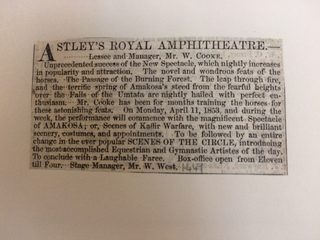 ASTLEY'S ROYAL AMPHITHEATRE.—
Lessee and Manager, Mr. W. COOKE.
Unprecedented success of the New Spectacle, which nightly increases
in popularity and attraction. The novel and wondrous feats of the
horses. The Passage of the Burning Forest. The leap through fire,
and the terrific spring of Amakosa's steed from the fearful heights
over the Falls of the Umtata are nightly hailed with perfect en-
thusiasm. Mr. Cooke has been for months training the horses for
these astonishing feats. On Monday, April 11, 1853, and during the
week, the performance will commence with the magnificent Spectacle
of AMAKOSA; or, Scenes of Kaffir Warfare, with new and brilliant
scenery, costumes, and appointments. To be followed by an entire
change in the ever popular SCENES OF THE CIRCLE, introducing
the most accomplished Equestrian and Gymnastic Artistes of the day.
To conclude with a Laughable Farce. Box-office open from Eleven
till Four. Stage-Manager, Mr. W. West.